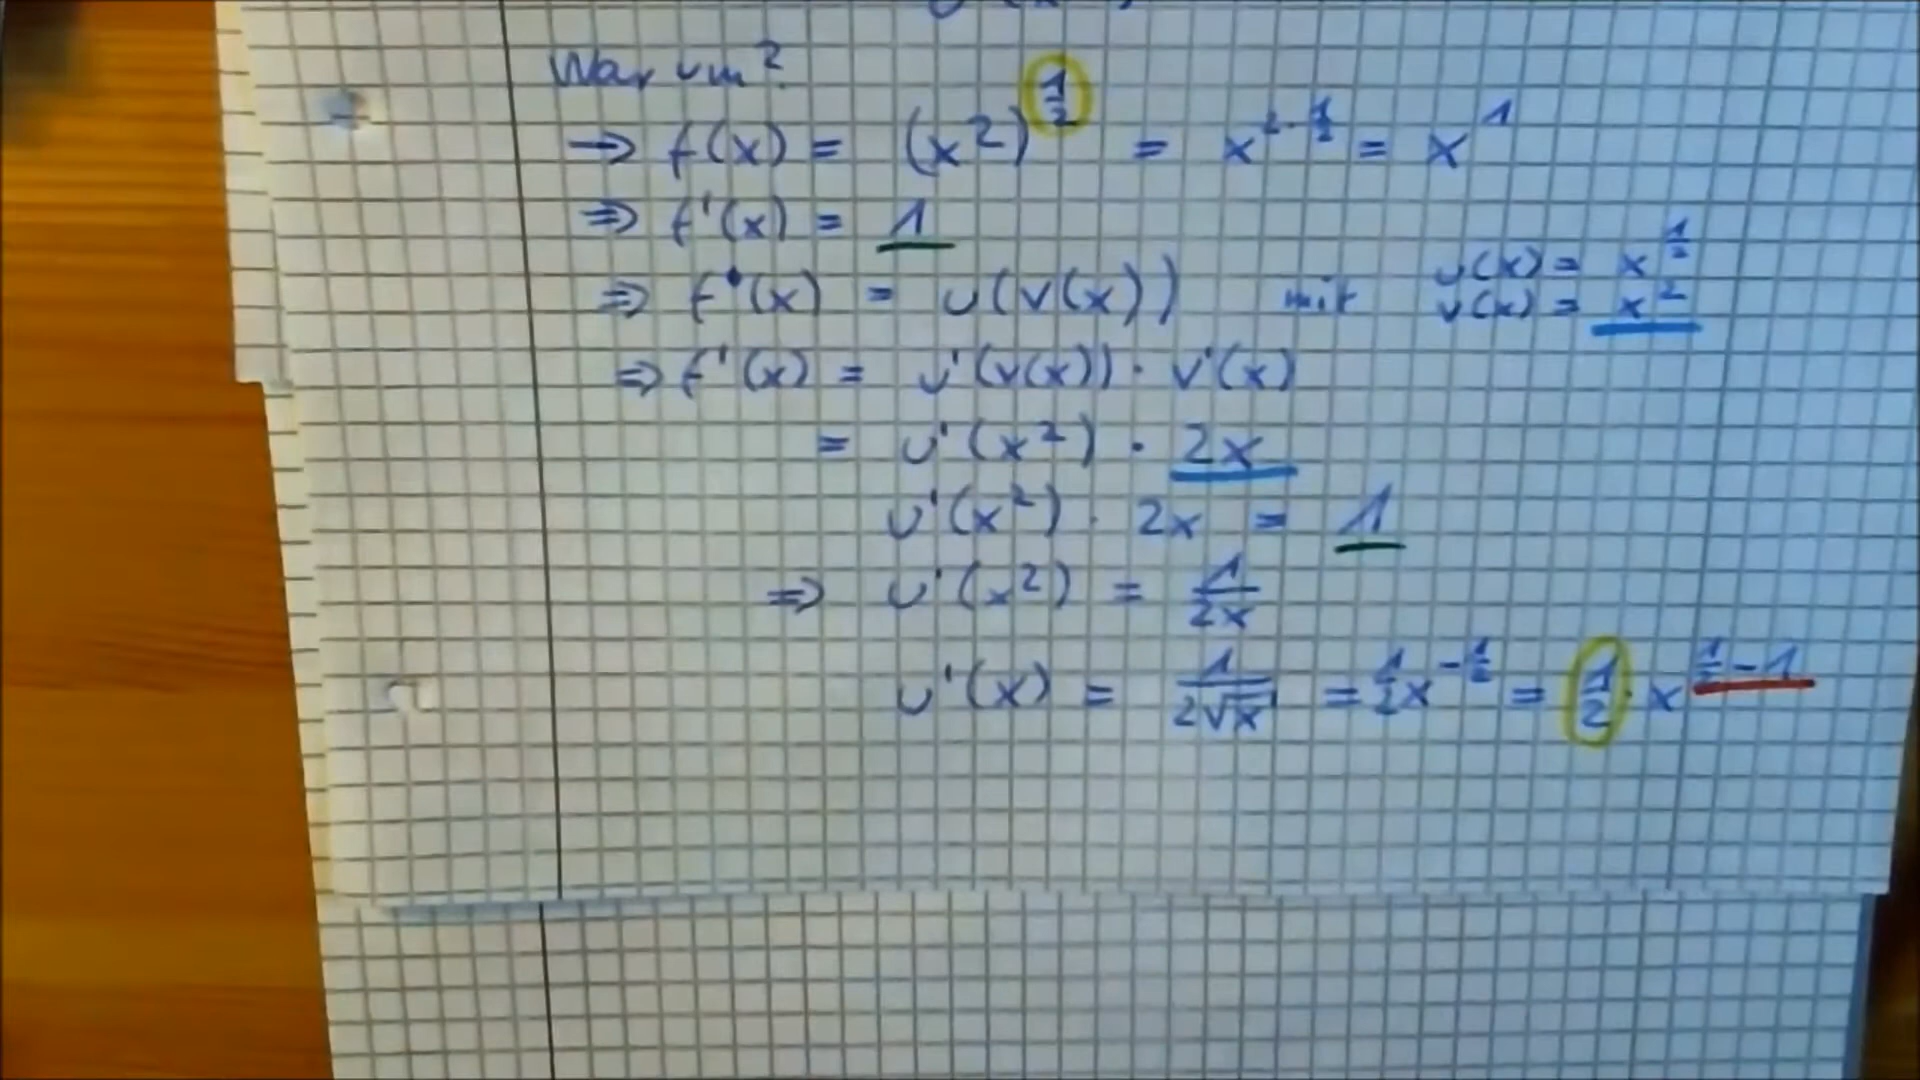 Warum?
→ f(x) = (x²)^½ = x^(2·½) = x¹
⇒ f'(x) = 1
⇒ f(x) = u(v(x)) mit u(x) = x^½
v(x) = x²
⇒ f'(x) = u'(v(x)) · v'(x)
= u'(x²) · 2x
u'(x²) · 2x = 1
⇒ u'(x²) = 1/2x
u'(x) = 1/2√x = ½x^(-½) = ½ · x^(½-1)